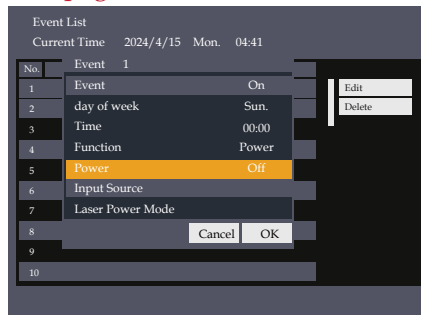 Event List
Current Time 2024/4/15 Mon. 04:41
Event 1
No.
1 Event On Edit
2 day of week Sun. Delete
3 Time 00:00
4 Function Power
5 Power Off
6 Input Source
7 Laser Power Mode
8 Cancel OK
9
10